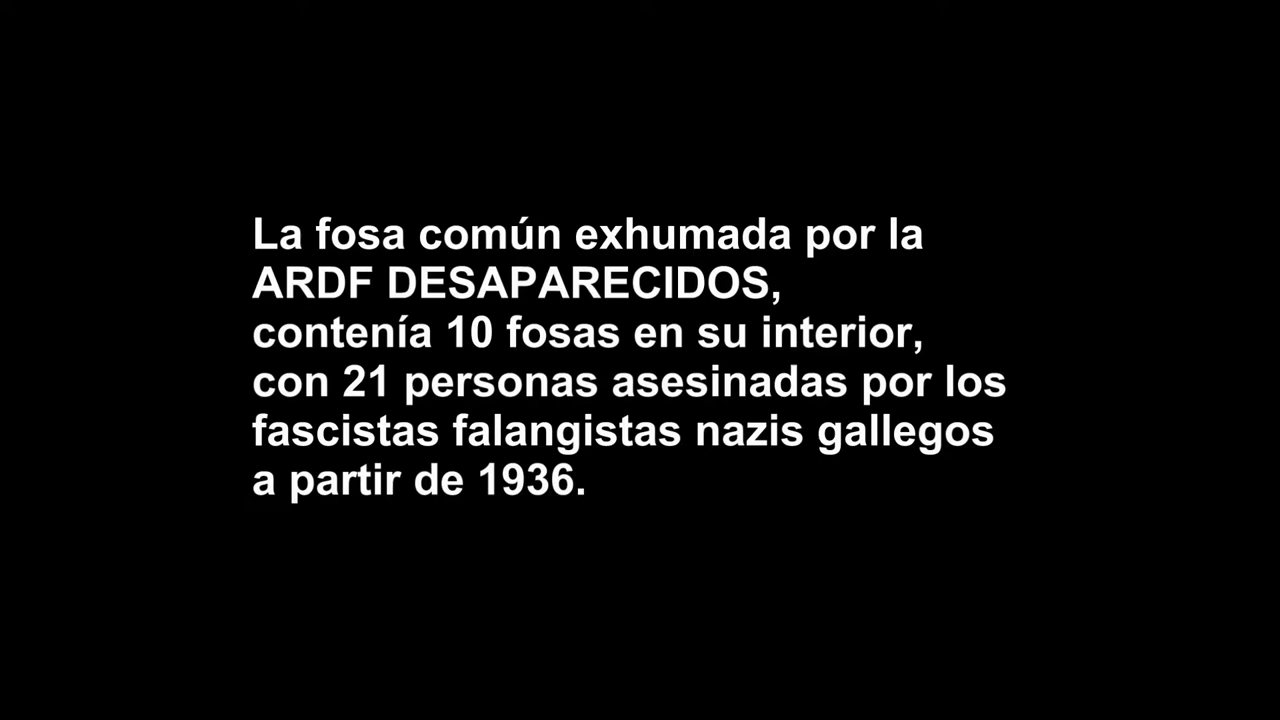 La fosa común exhumada por la
ARDF DESAPARECIDOS,
contenía 10 fosas en su interior,
con 21 personas asesinadas por los
fascistas falangistas nazis gallegos
a partir de 1936.